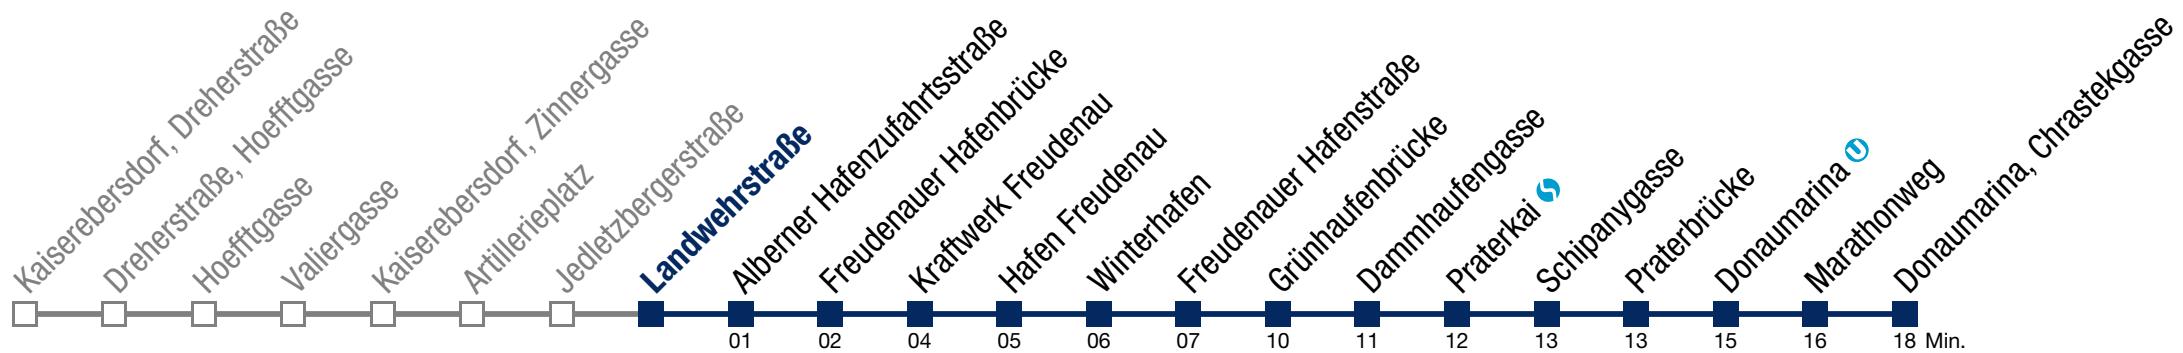 Kaiserebersdorf, Dreherstraße
Dreherstraße, Hoefftgasse
Hoefftgasse
Valiergasse
Kaiserebersdorf, Zinnergasse
Artillerieplatz
Jedletzbergerstraße
Landwehrstraße
Alberner Hafenzufahrtsstraße
Freudenauer Hafenbrücke
Kraftwerk Freudenau
Hafen Freudenau
Winterhafen
Freudenauer Hafenstraße
Grünhaufenbrücke
Dammhaufengasse
Praterkai S
Schipanygasse
Praterbrücke
Donaumarina U
Marathonweg
Donaumarina, Chrastekgasse
01 02 04 05 06 07 10 11 12 13 13 15 16 18 Min.